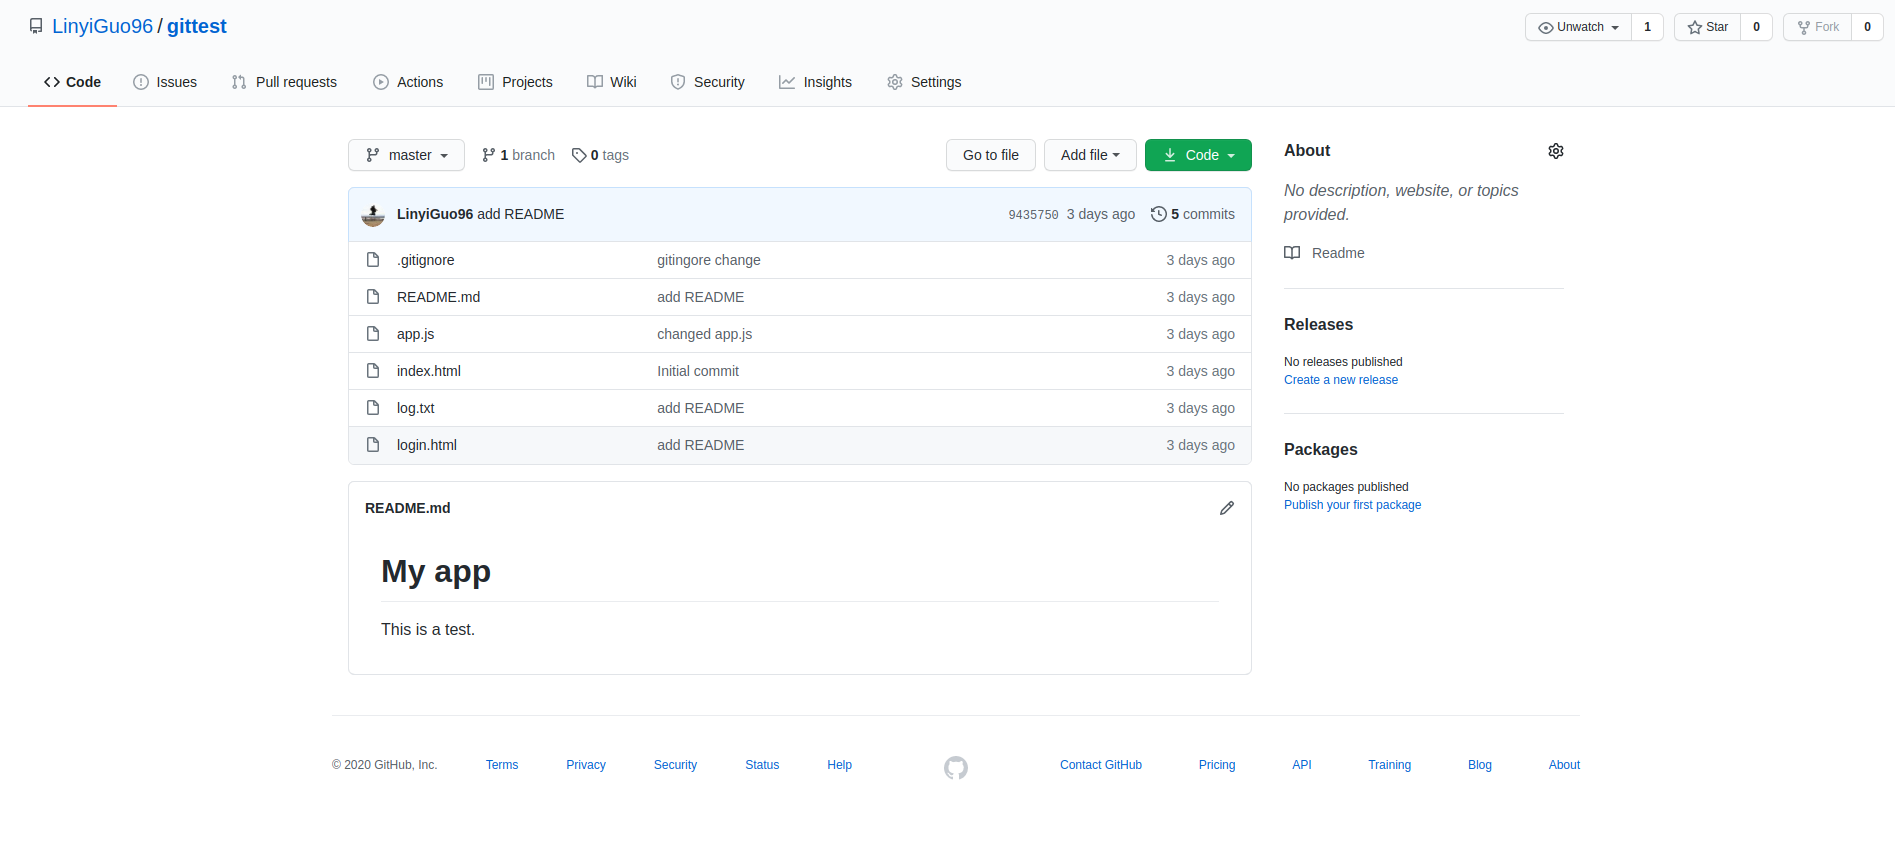 LinyiGuo96 / gittest
Unwatch 1 Star 0 Fork 0
Code Issues Pull requests Actions Projects Wiki Security Insights Settings
master 1 branch 0 tags Go to file Add file Code
LinyiGuo96 add README 9435750 3 days ago 5 commits
.gitignore gitingore change 3 days ago
README.md add README 3 days ago
app.js changed app.js 3 days ago
index.html Initial commit 3 days ago
log.txt add README 3 days ago
login.html add README 3 days ago
README.md
My app
This is a test.
About
No description, website, or topics
provided.
Readme
Releases
No releases published
Create a new release
Packages
No packages published
Publish your first package
© 2020 GitHub, Inc. Terms Privacy Security Status Help Contact GitHub Pricing API Training Blog About